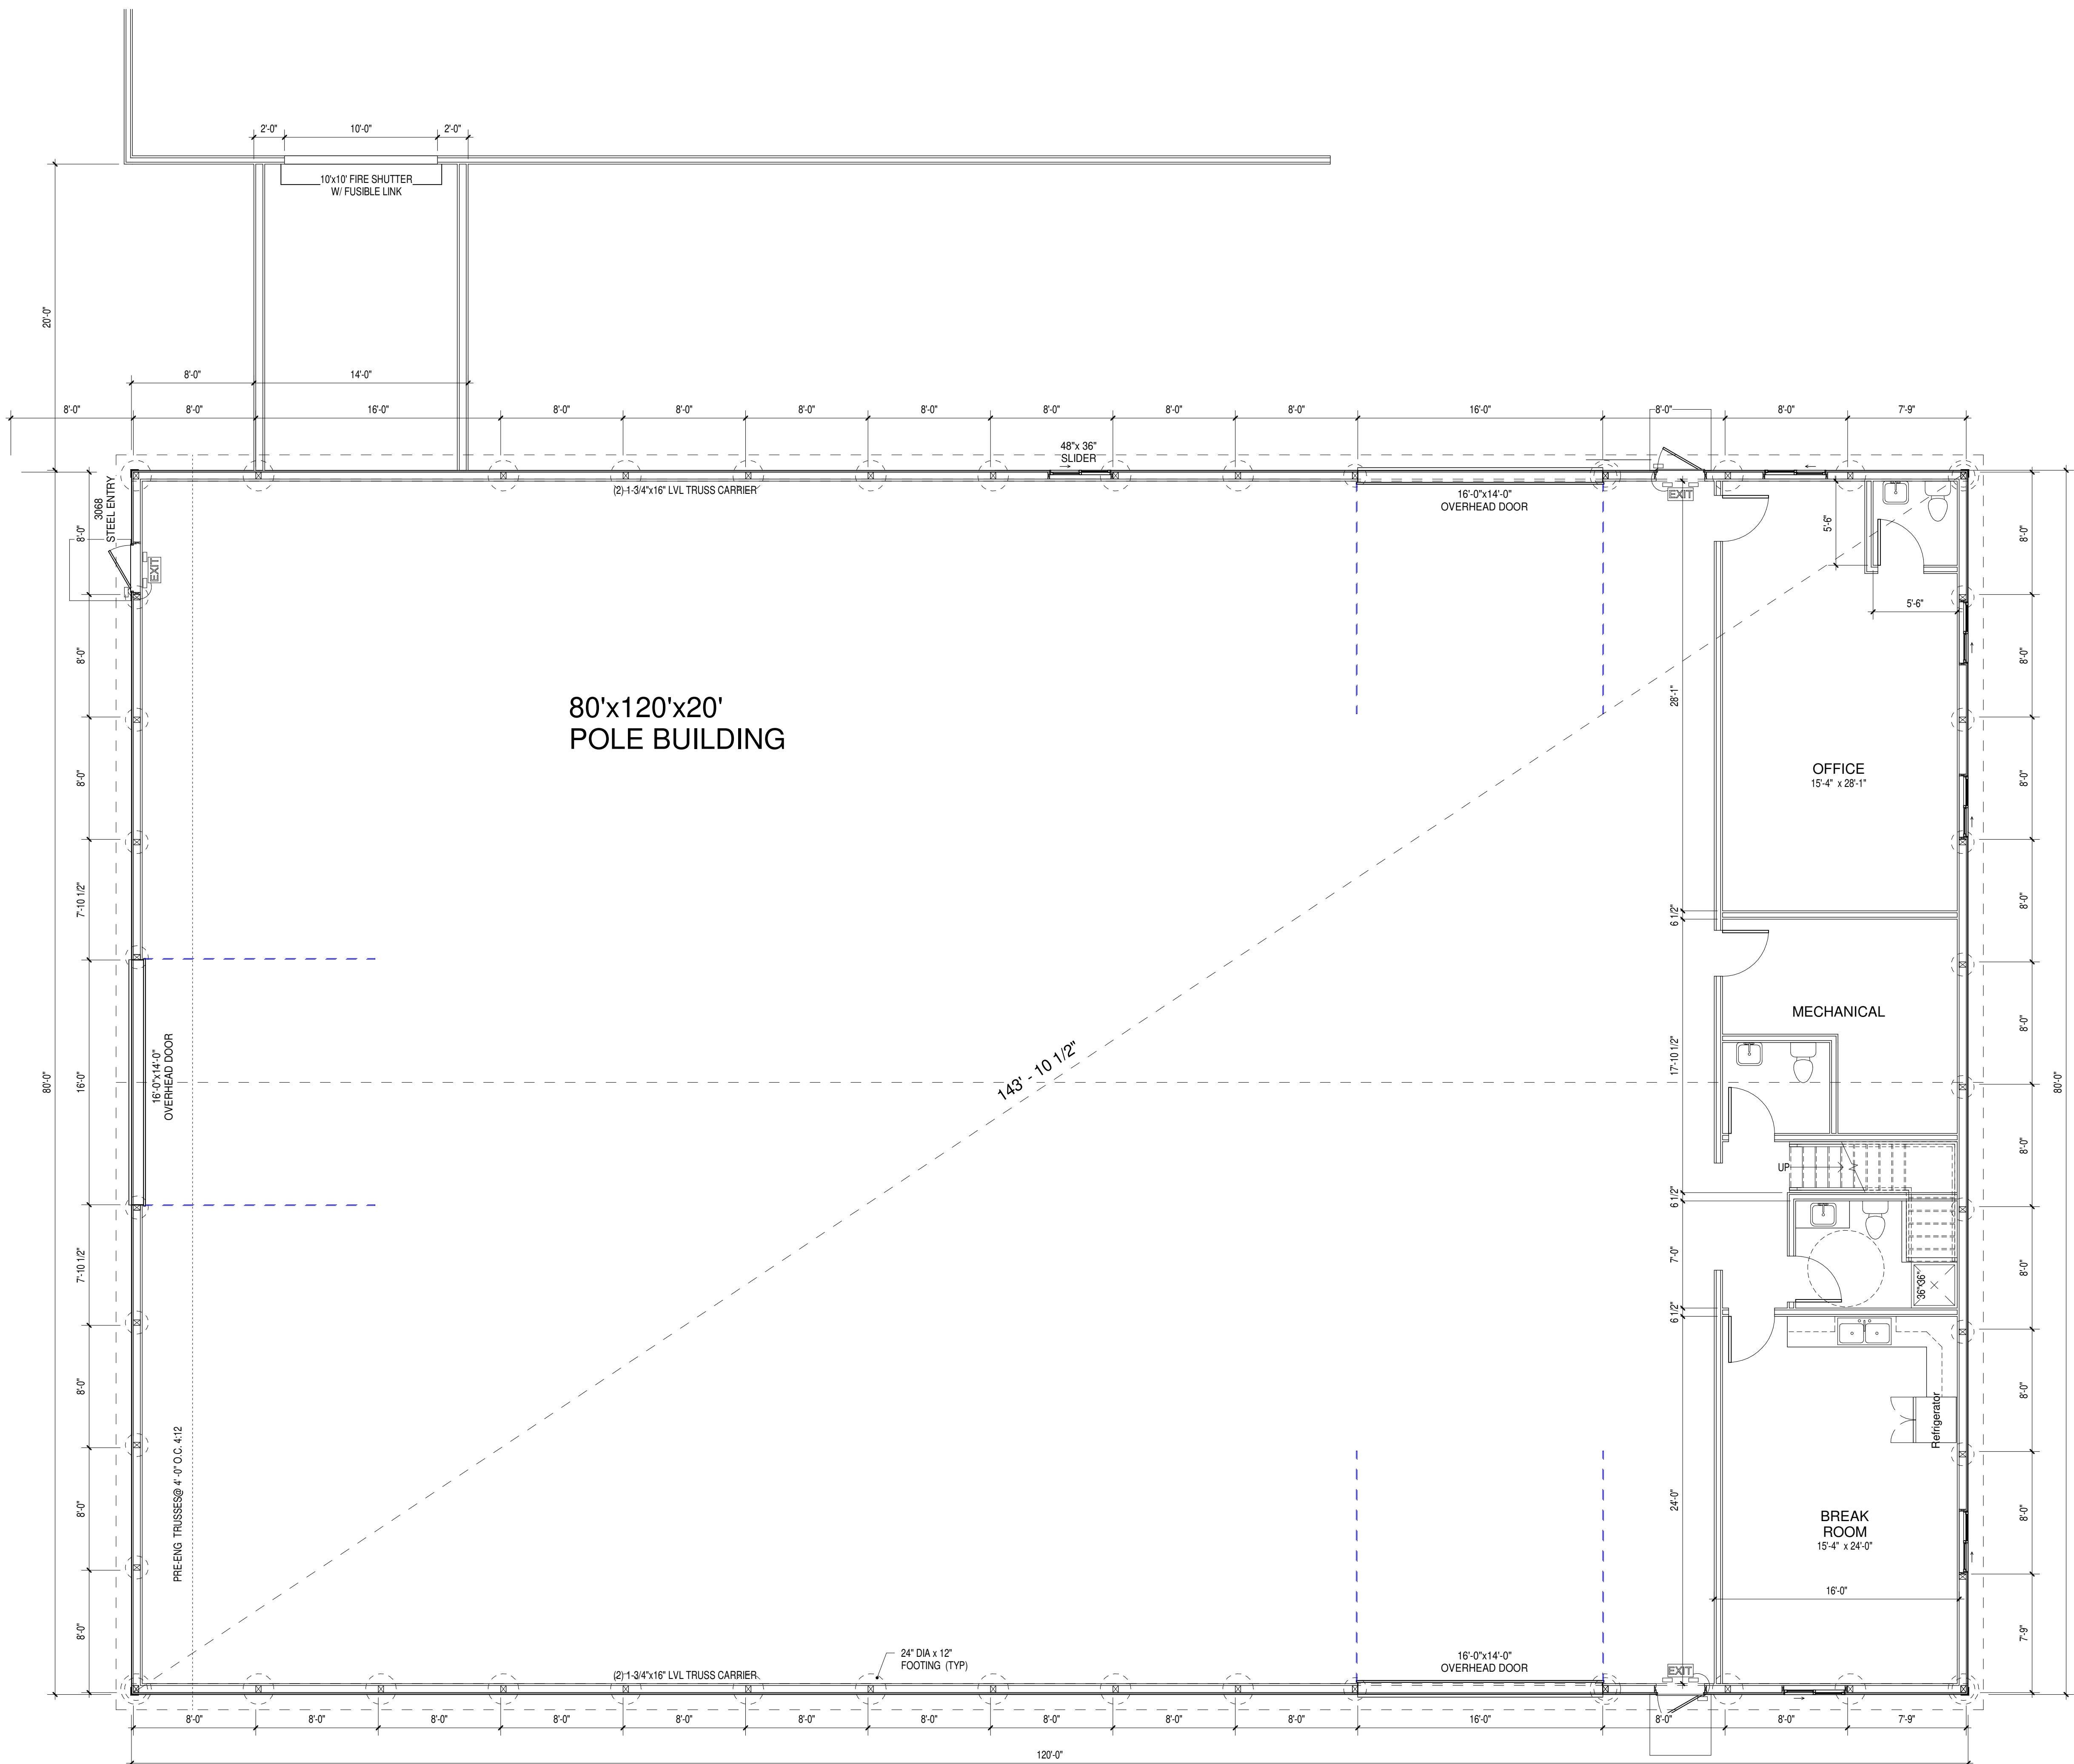 2'-0"
10'-0"
2'-0"
10'x10' FIRE SHUTTER
W/ FUSIBLE LINK
20'-0"
8'-0"
14'-0"
8'-0"
8'-0"
16'-0"
8'-0"
8'-0"
8'-0"
8'-0"
8'-0"
8'-0"
8'-0"
16'-0"
8'-0"
8'-0"
7'-9"
48"x 36"
SLIDER
(2) 1-3/4"x16" LVL TRUSS CARRIER
16'-0"x14'-0"
OVERHEAD DOOR
EXIT
3068
STEEL ENTRY
EXIT
8'-0"
8'-0"
8'-0"
7'-10 1/2"
16'-0"
7'-10 1/2"
8'-0"
8'-0"
8'-0"
80'-0"
16'-0"x14'-0"
OVERHEAD DOOR
PRE-ENG TRUSSES@ 4'-0" O.C. 4:12
80'x120'x20'
POLE BUILDING
143' - 10 1/2"
28'-1"
6 1/2"
17'-10 1/2"
6 1/2"
7'-0"
6 1/2"
24'-0"
5'-6"
5'-6"
OFFICE
15'-4" x 28'-1"
MECHANICAL
UP
36"x36"
Refrigerator
BREAK
ROOM
15'-4" x 24'-0"
16'-0"
8'-0"
8'-0"
8'-0"
8'-0"
8'-0"
8'-0"
8'-0"
8'-0"
8'-0"
7'-9"
80'-0"
24" DIA x 12"
FOOTING (TYP)
(2) 1-3/4"x16" LVL TRUSS CARRIER
16'-0"x14'-0"
OVERHEAD DOOR
EXIT
8'-0"
8'-0"
8'-0"
8'-0"
8'-0"
8'-0"
8'-0"
8'-0"
8'-0"
8'-0"
16'-0"
8'-0"
8'-0"
7'-9"
120'-0"